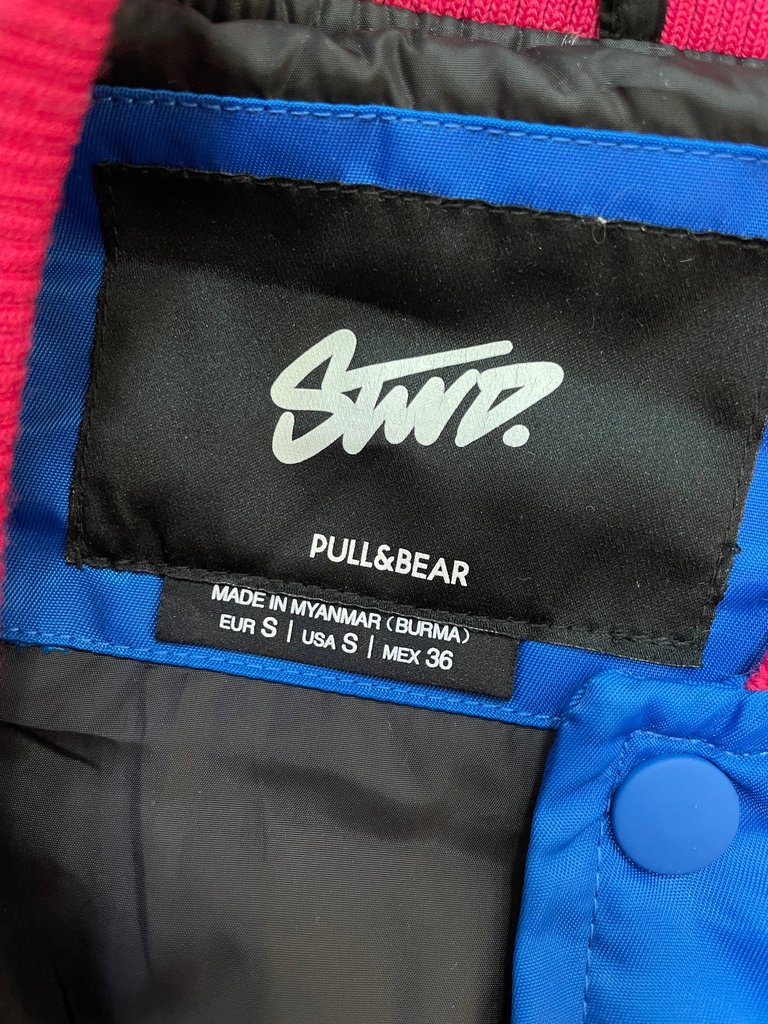 STWD.
PULL&BEAR
MADE IN MYANMAR (BURMA)
EUR S | USA S | MEX 36